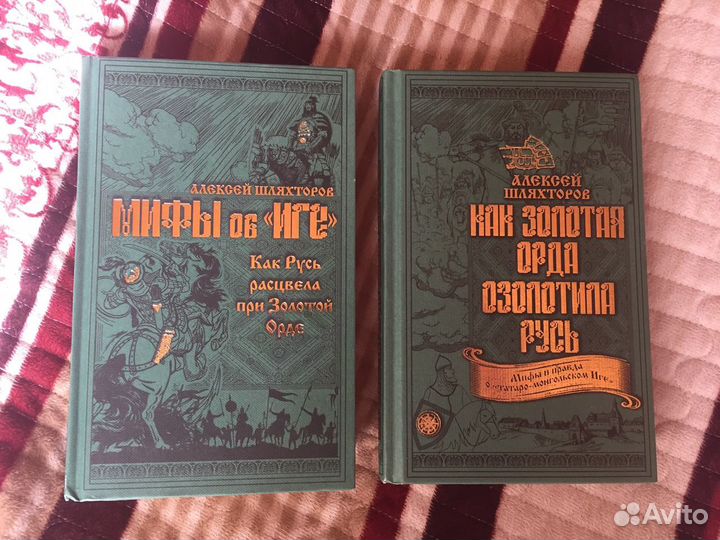 АЛЕКСЕЙ ШЛЯХТОРОВ
МИФЫ ОБ «ИГЕ»
Как Русь
расцвела
при Золотой
Орде
АЛЕКСЕЙ
ШЛЯХТОРОВ
КАК ЗОЛОТАЯ
ОРДА
ОЗОЛОТИЛА
РУСЬ
Мифы и правда
о «татаро-монгольском Иге»
Avito